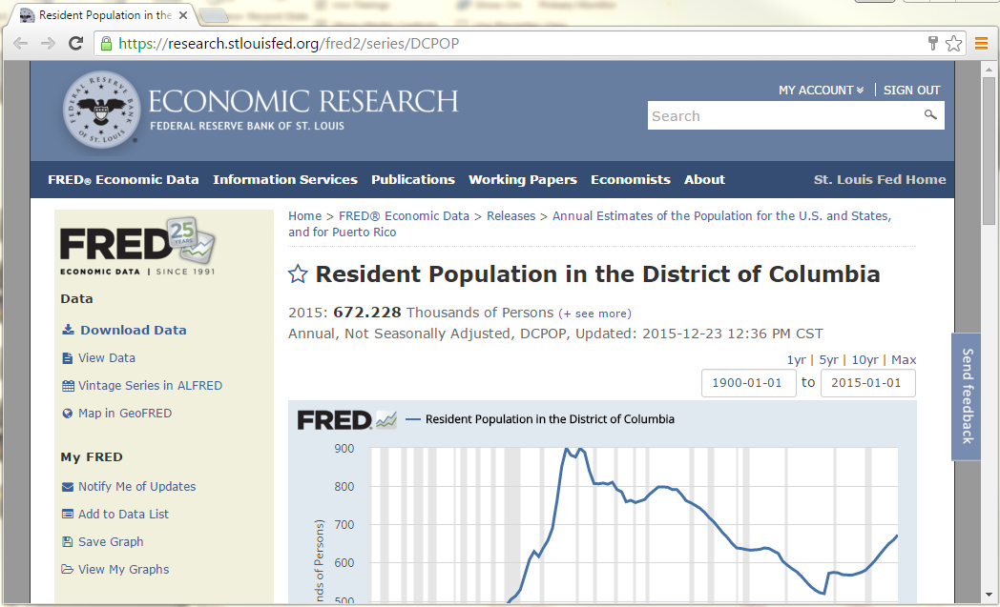 Resident Population in the
https://research.stlouisfed.org/fred2/series/DCPOP
FEDERAL RESERVE BANK OF ST. LOUIS
ECONOMIC RESEARCH
FEDERAL RESERVE BANK OF ST. LOUIS
MY ACCOUNT | SIGN OUT
Search
FRED® Economic Data Information Services Publications Working Papers Economists About St. Louis Fed Home
FRED 25 YEARS
ECONOMIC DATA | SINCE 1991
Data
Download Data
View Data
Vintage Series in ALFRED
Map in GeoFRED
My FRED
Notify Me of Updates
Add to Data List
Save Graph
View My Graphs
Home > FRED® Economic Data > Releases > Annual Estimates of the Population for the U.S. and States,
and for Puerto Rico
Resident Population in the District of Columbia
2015: 672.228 Thousands of Persons (+ see more)
Annual, Not Seasonally Adjusted, DCPOP, Updated: 2015-12-23 12:36 PM CST
1yr | 5yr | 10yr | Max
1900-01-01 to 2015-01-01
FRED Resident Population in the District of Columbia
900
800
700
600
500
nds of Persons)
Send feedback